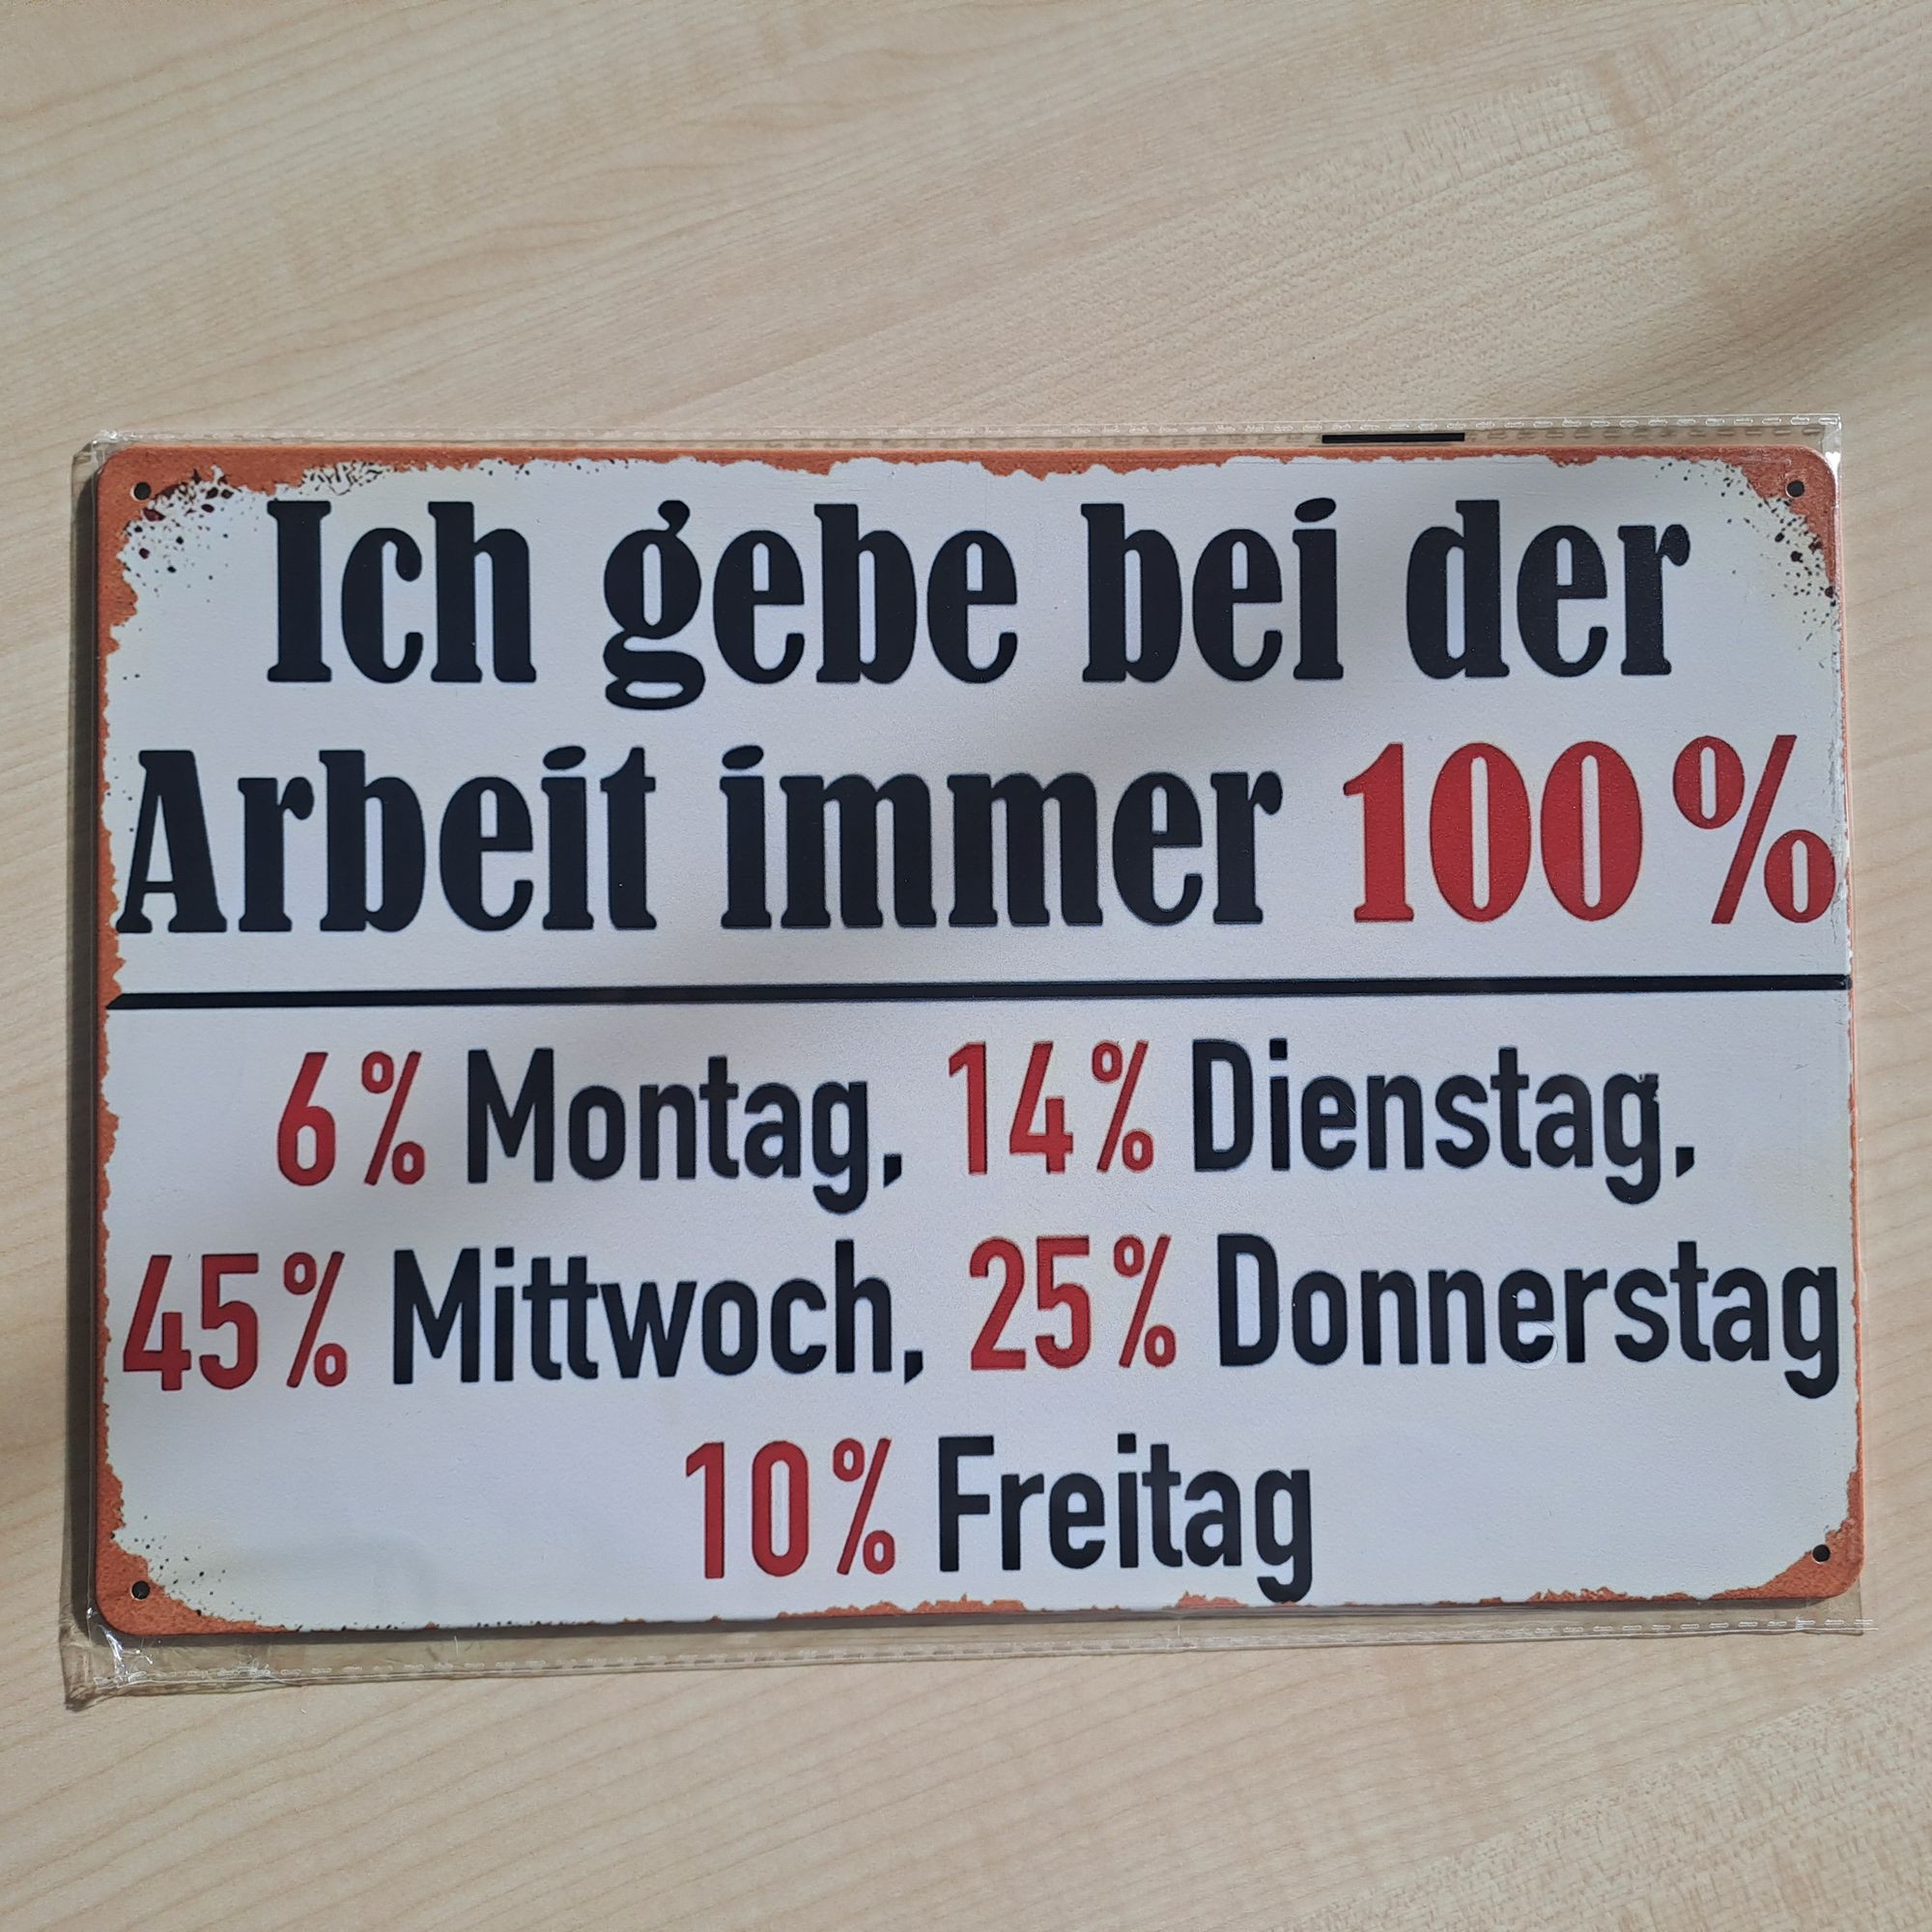 Ich gebe bei der
Arbeit immer 100%
6% Montag, 14% Dienstag,
45% Mittwoch, 25% Donnerstag
10% Freitag